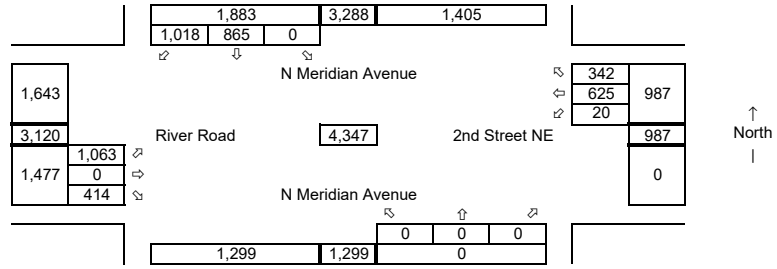 1,883 3,288 1,405
1,018 865 0
N Meridian Avenue
342
1,643 625 987
20
3,120 River Road 4,347 2nd Street NE 987
North
1,063
1,477 0 0
414 N Meridian Avenue
0 0 0
1,299 1,299 0